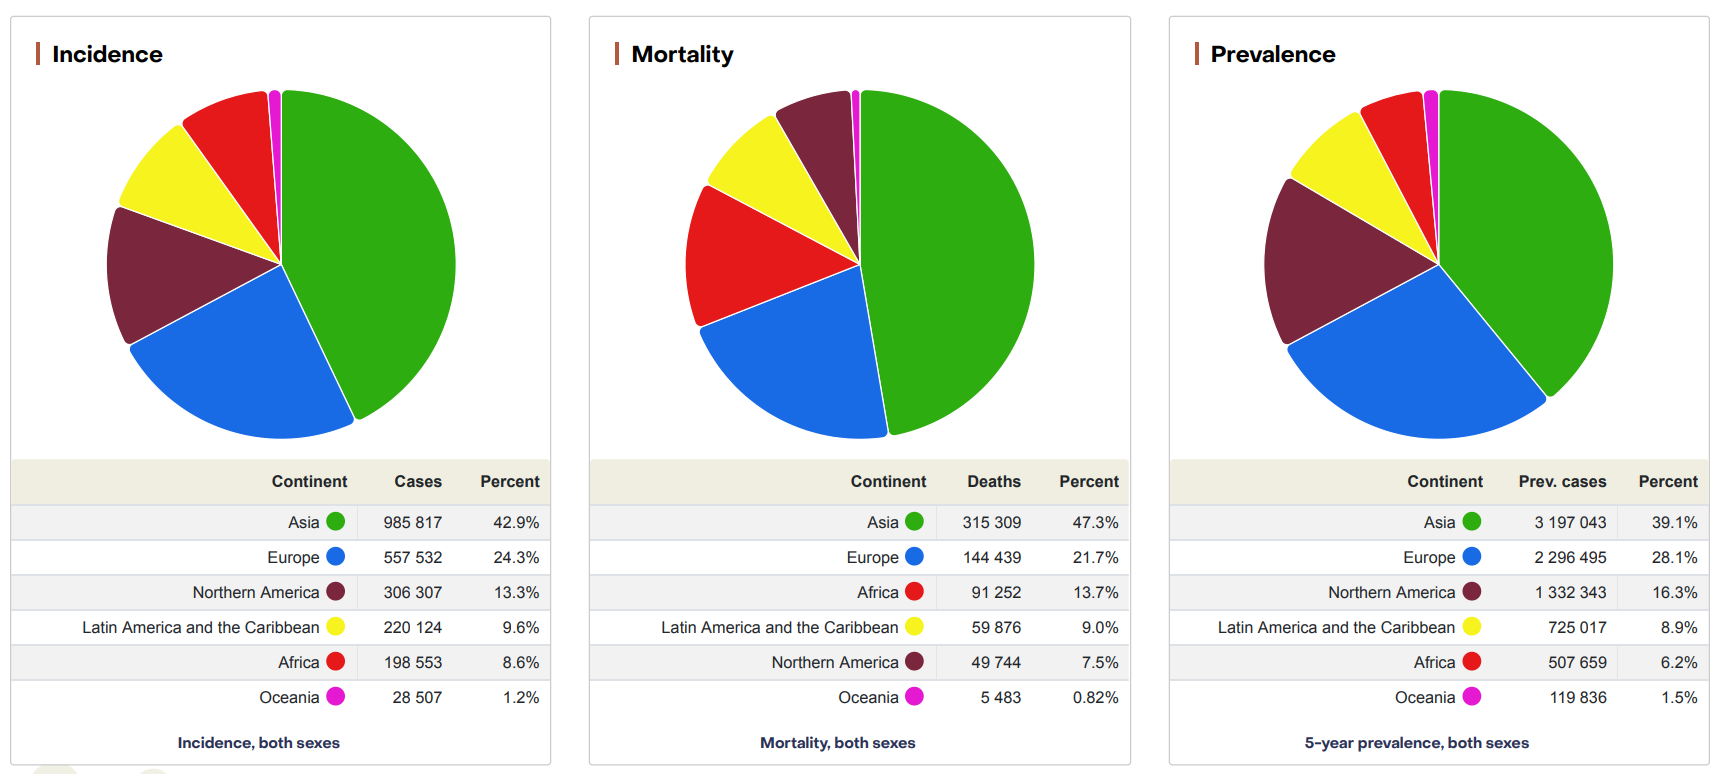 Incidence
Continent Cases Percent
Asia 985 817 42.9%
Europe 557 532 24.3%
Northern America 306 307 13.3%
Latin America and the Caribbean 220 124 9.6%
Africa 198 553 8.6%
Oceania 28 507 1.2%
Incidence, both sexes
Mortality
Continent Deaths Percent
Asia 315 309 47.3%
Europe 144 439 21.7%
Africa 91 252 13.7%
Latin America and the Caribbean 59 876 9.0%
Northern America 49 744 7.5%
Oceania 5 483 0.82%
Mortality, both sexes
Prevalence
Continent Prev. cases Percent
Asia 3 197 043 39.1%
Europe 2 296 495 28.1%
Northern America 1 332 343 16.3%
Latin America and the Caribbean 725 017 8.9%
Africa 507 659 6.2%
Oceania 119 836 1.5%
5-year prevalence, both sexes